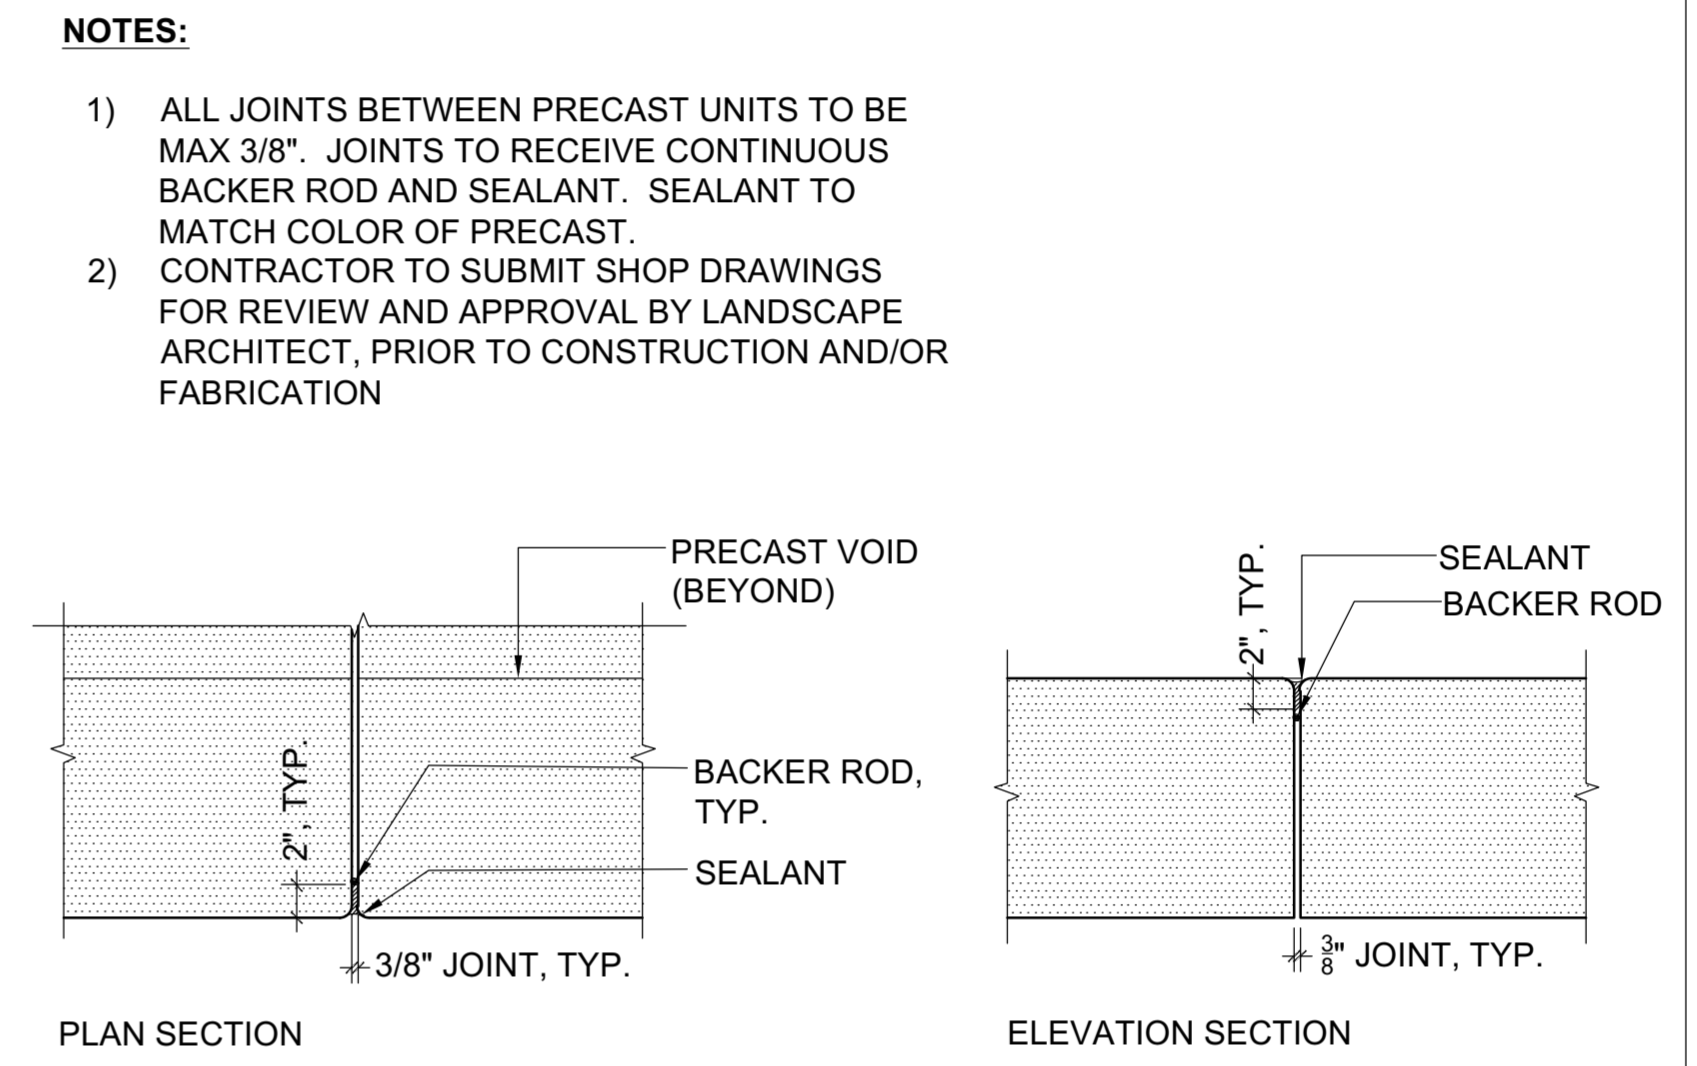 NOTES:
1) ALL JOINTS BETWEEN PRECAST UNITS TO BE
MAX 3/8". JOINTS TO RECEIVE CONTINUOUS
BACKER ROD AND SEALANT. SEALANT TO
MATCH COLOR OF PRECAST.
2) CONTRACTOR TO SUBMIT SHOP DRAWINGS
FOR REVIEW AND APPROVAL BY LANDSCAPE
ARCHITECT, PRIOR TO CONSTRUCTION AND/OR
FABRICATION
PRECAST VOID
(BEYOND)
2", TYP.
BACKER ROD,
TYP.
SEALANT
3/8" JOINT, TYP.
PLAN SECTION
2", TYP.
SEALANT
BACKER ROD
3/8" JOINT, TYP.
ELEVATION SECTION